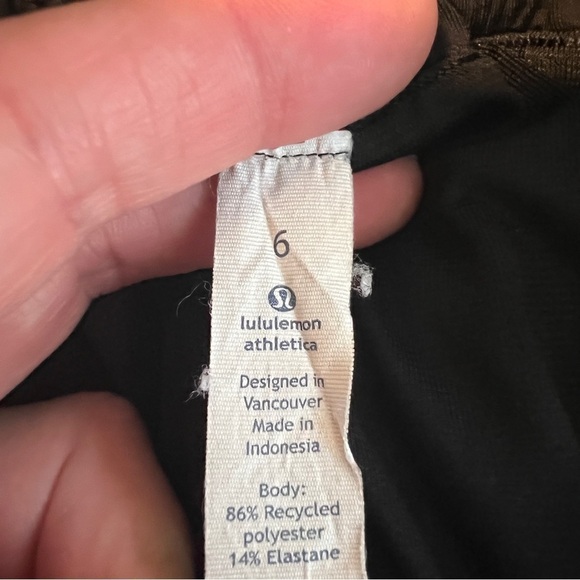 6
lululemon
athletica
Designed in
Vancouver
Made in
Indonesia
Body:
86% Recycled
polyester
14% Elastane